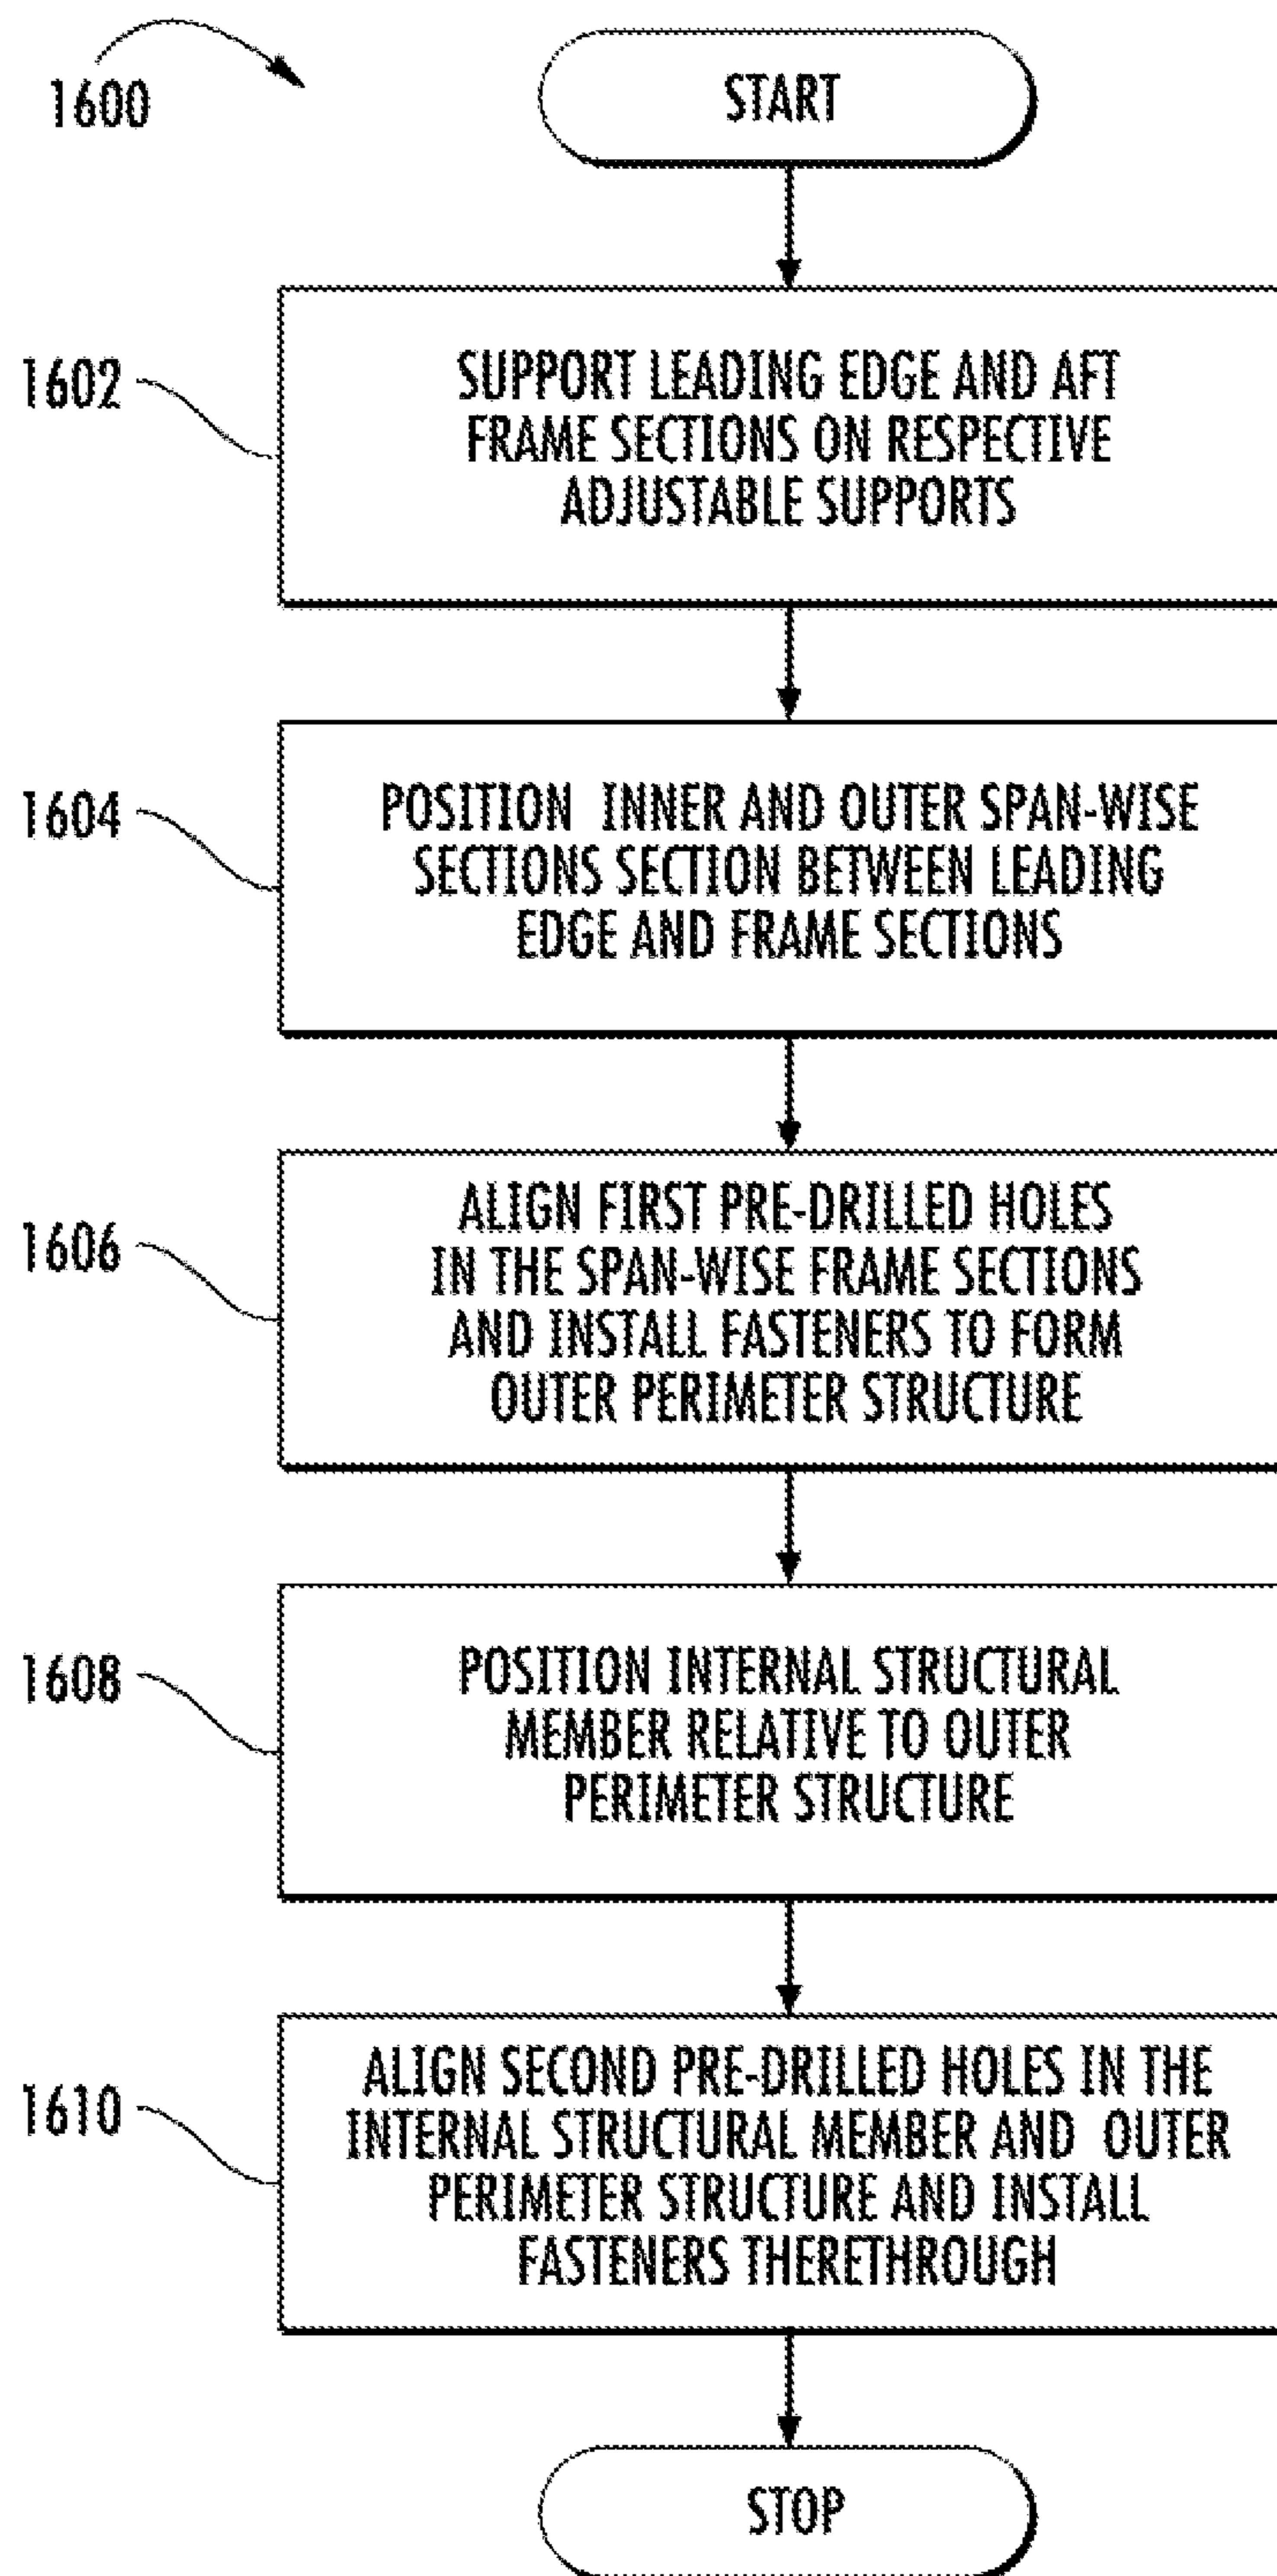 1600
START
1602
SUPPORT LEADING EDGE AND AFT
FRAME SECTIONS ON RESPECTIVE
ADJUSTABLE SUPPORTS
1604
POSITION INNER AND OUTER SPAN-WISE
SECTIONS SECTION BETWEEN LEADING
EDGE AND FRAME SECTIONS
1606
ALIGN FIRST PRE-DRILLED HOLES
IN THE SPAN-WISE FRAME SECTIONS
AND INSTALL FASTENERS TO FORM
OUTER PERIMETER STRUCTURE
1608
POSITION INTERNAL STRUCTURAL
MEMBER RELATIVE TO OUTER
PERIMETER STRUCTURE
1610
ALIGN SECOND PRE-DRILLED HOLES IN THE
INTERNAL STRUCTURAL MEMBER AND OUTER
PERIMETER STRUCTURE AND INSTALL
FASTENERS THERETHROUGH
STOP